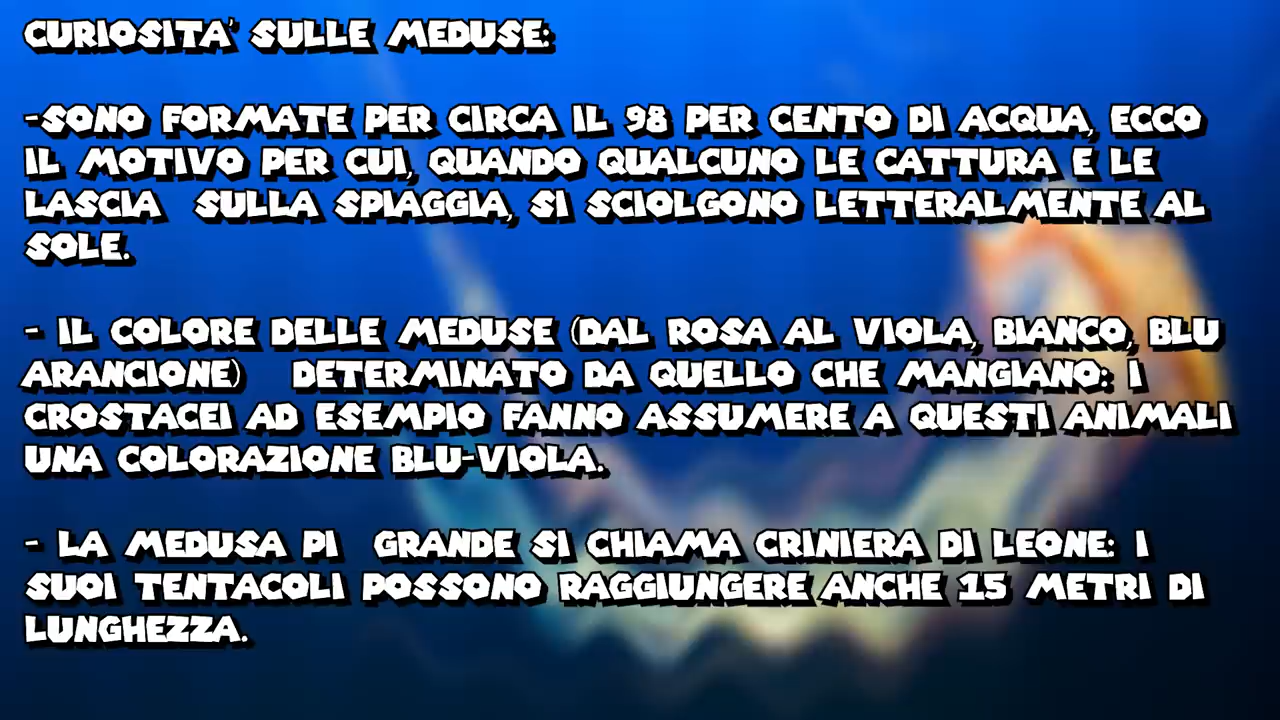 CURIOSITA' SULLE MEDUSE:
-SONO FORMATE PER CIRCA IL 98 PER CENTO DI ACQUA, ECCO
IL MOTIVO PER CUI, QUANDO QUALCUNO LE CATTURA E LE
LASCIA SULLA SPIAGGIA, SI SCIOLGONO LETTERALMENTE AL
SOLE.
- IL COLORE DELLE MEDUSE (DAL ROSA AL VIOLA, BIANCO, BLU
ARANCIONE) DETERMINATO DA QUELLO CHE MANGIANO: I
CROSTACEI AD ESEMPIO FANNO ASSUMERE A QUESTI ANIMALI
UNA COLORAZIONE BLU-VIOLA.
- LA MEDUSA PI GRANDE SI CHIAMA CRINIERA DI LEONE: I
SUOI TENTACOLI POSSONO RAGGIUNGERE ANCHE 15 METRI DI
LUNGHEZZA.